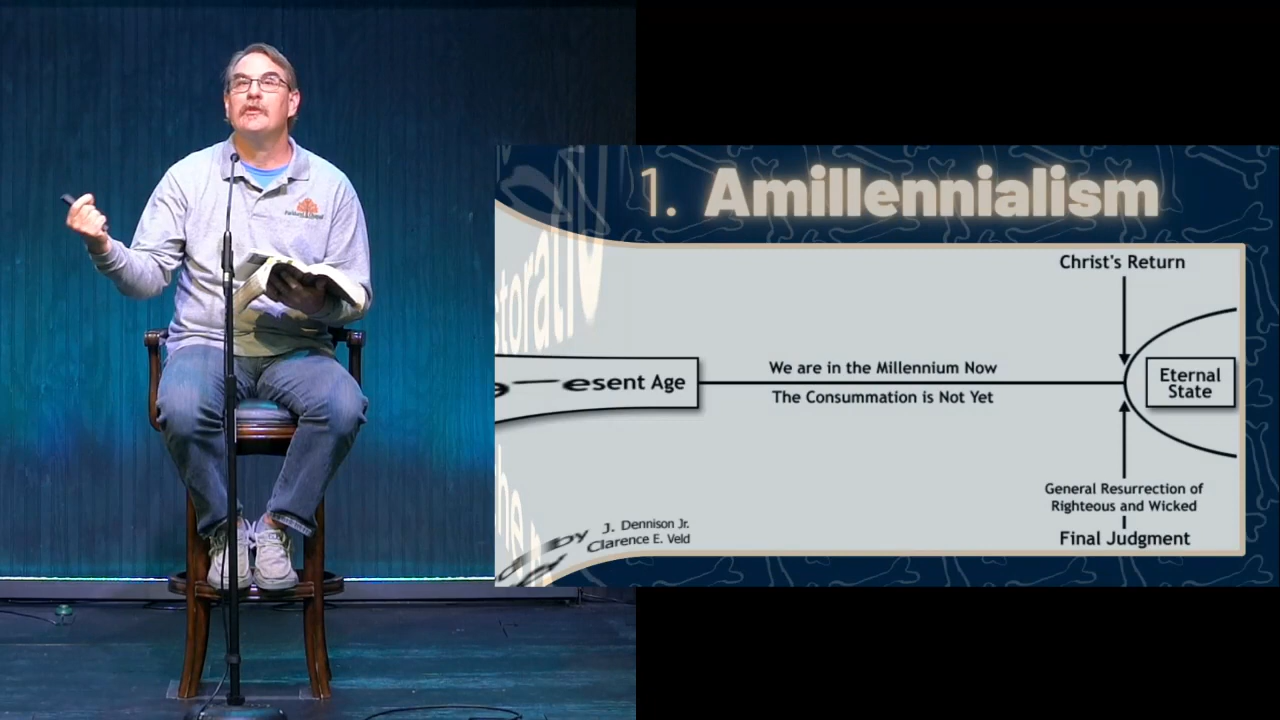 1. Amillennialism
Christ's Return
We are in the Millennium Now
esent Age
Eternal
State
The Consummation is Not Yet
General Resurrection of
Righteous and Wicked
Final Judgment
by J. Dennison Jr.
Clarence E. Veld